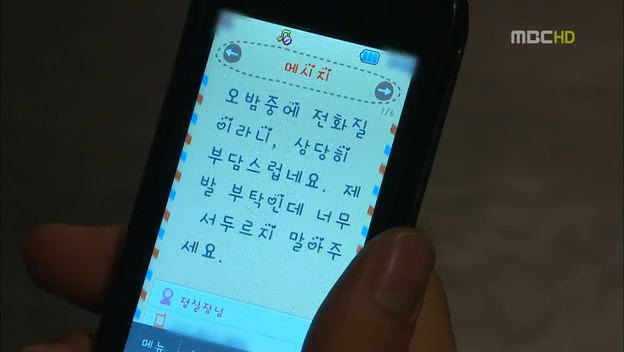 MBC HD
메시지
1/6
오밤중에 전화질
이라니, 상당히
부담스럽네요. 제
발 부탁인데 너무
서두르지 말아주
세요.
정실장님
메뉴